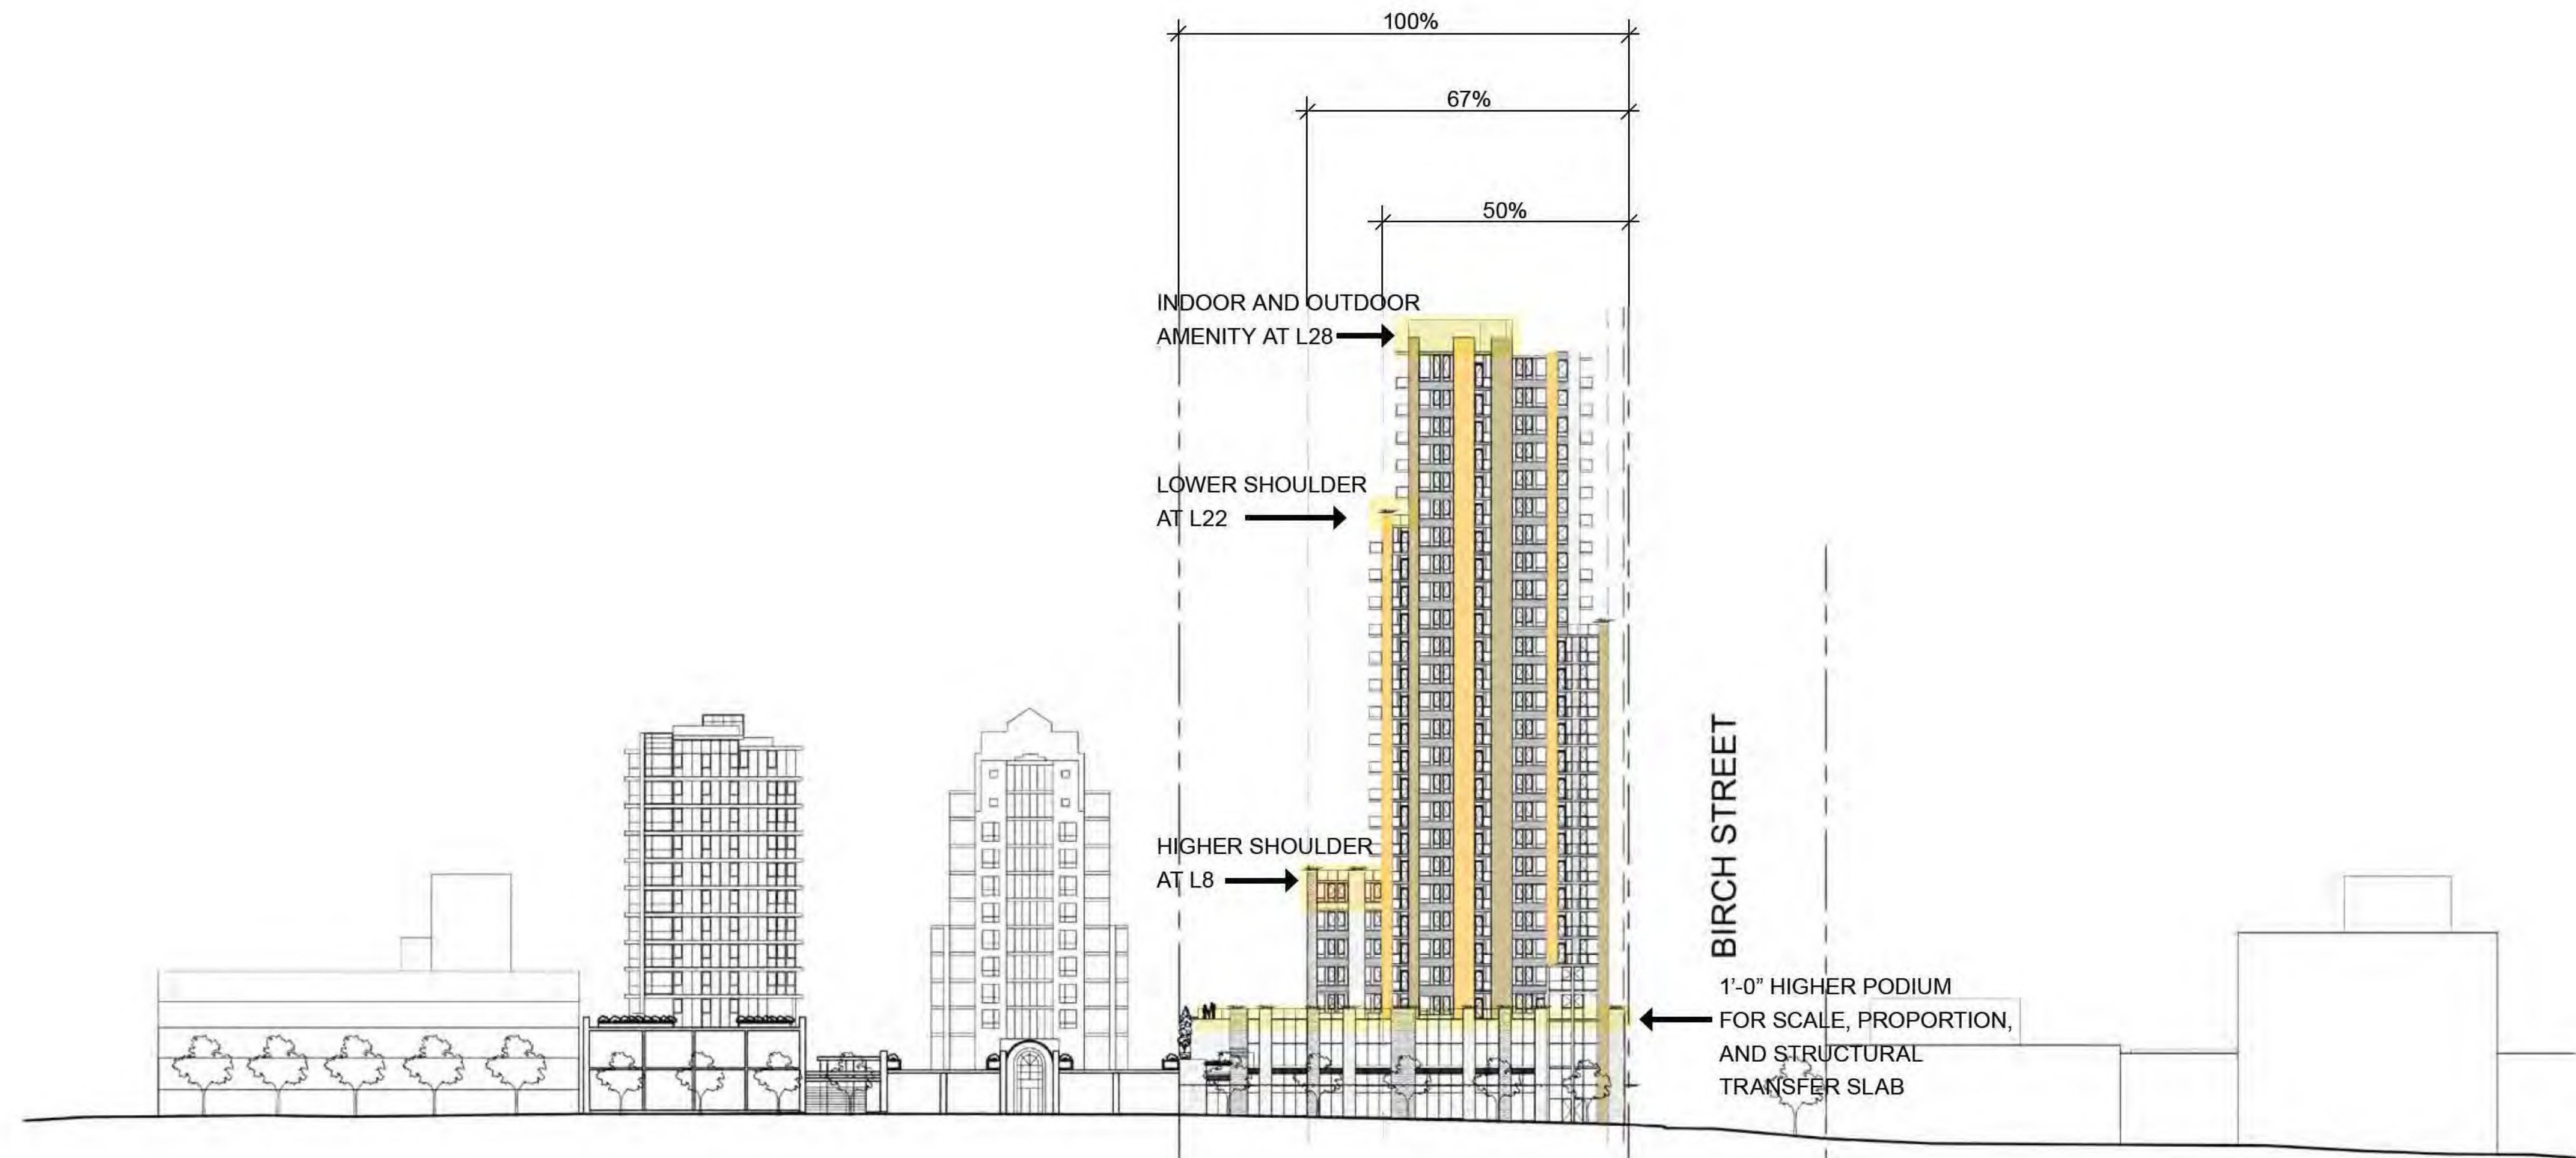 100%
67%
50%
INDOOR AND OUTDOOR
AMENITY AT L28
LOWER SHOULDER
AT L22
HIGHER SHOULDER
AT L8
BIRCH STREET
1'-0" HIGHER PODIUM
FOR SCALE, PROPORTION,
AND STRUCTURAL
TRANSFER SLAB